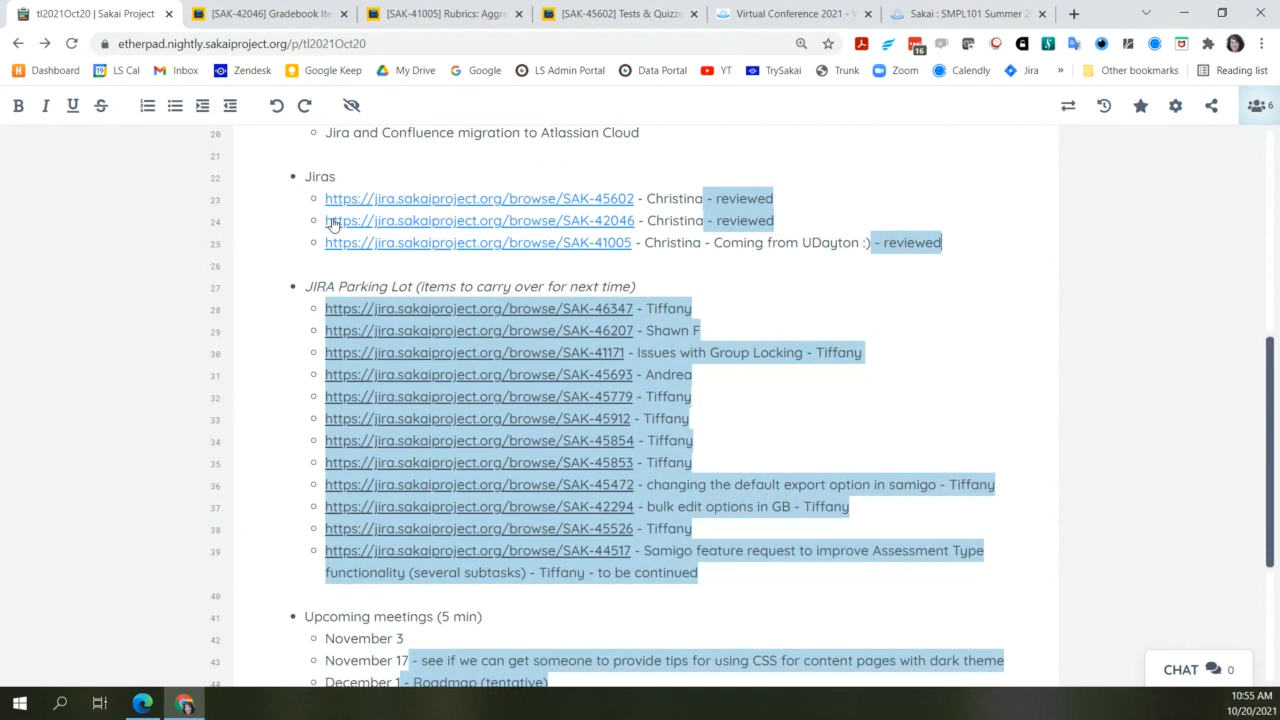 tl2021Oct20 | Sakai Project
[SAK-42046] Gradebook Ite
[SAK-41005] Rubrics: Aggre
[SAK-45602] Tests & Quizze
Virtual Conference 2021 - W
Sakai : SMPL101 Summer 2
etherpad.nightly.sakaiproject.org/p/tl2021Oct20
16
Dashboard
LS Cal
Inbox
Zendesk
Google Keep
My Drive
Google
LS Admin Portal
Data Portal
YT
TrySakai
Trunk
Zoom
Calendly
Jira
»
Other bookmarks
Reading list
B I U S
6
20 Jira and Confluence migration to Atlassian Cloud
21
22 Jiras
23 https://jira.sakaiproject.org/browse/SAK-45602 - Christina - reviewed
24 https://jira.sakaiproject.org/browse/SAK-42046 - Christina - reviewed
25 https://jira.sakaiproject.org/browse/SAK-41005 - Christina - Coming from UDayton :) - reviewed
26
27 JIRA Parking Lot (items to carry over for next time)
28 https://jira.sakaiproject.org/browse/SAK-46347 - Tiffany
29 https://jira.sakaiproject.org/browse/SAK-46207 - Shawn F
30 https://jira.sakaiproject.org/browse/SAK-41171 - Issues with Group Locking - Tiffany
31 https://jira.sakaiproject.org/browse/SAK-45693 - Andrea
32 https://jira.sakaiproject.org/browse/SAK-45779 - Tiffany
33 https://jira.sakaiproject.org/browse/SAK-45912 - Tiffany
34 https://jira.sakaiproject.org/browse/SAK-45854 - Tiffany
35 https://jira.sakaiproject.org/browse/SAK-45853 - Tiffany
36 https://jira.sakaiproject.org/browse/SAK-45472 - changing the default export option in samigo - Tiffany
37 https://jira.sakaiproject.org/browse/SAK-42294 - bulk edit options in GB - Tiffany
38 https://jira.sakaiproject.org/browse/SAK-45526 - Tiffany
39 https://jira.sakaiproject.org/browse/SAK-44517 - Samigo feature request to improve Assessment Type
functionality (several subtasks) - Tiffany - to be continued
40
41 Upcoming meetings (5 min)
42 November 3
43 November 17 - see if we can get someone to provide tips for using CSS for content pages with dark theme
44 December 1 - Roadmap (tentative)
CHAT 0
10:55 AM
10/20/2021